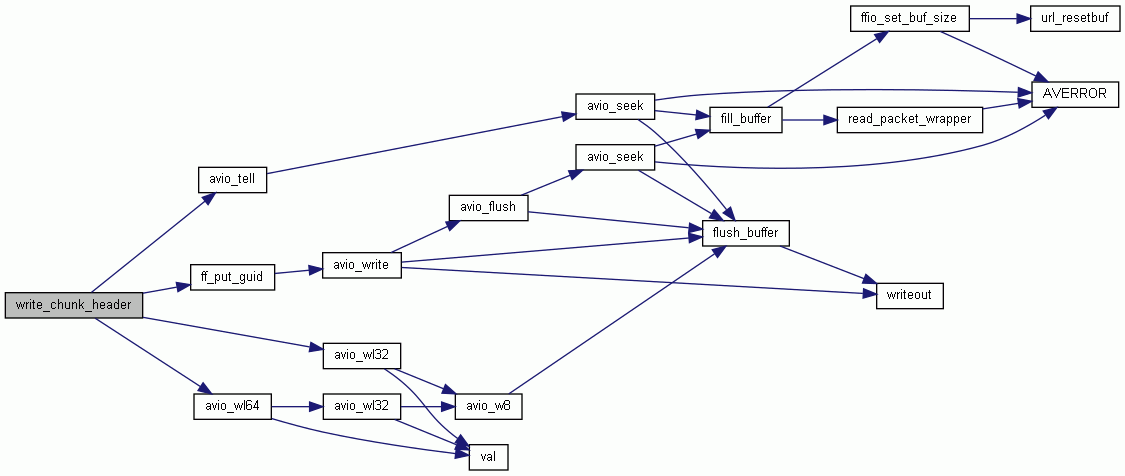 ffio_set_buf_size
url_resetbuf
AVERROR
avio_seek
fill_buffer
read_packet_wrapper
avio_seek
avio_tell
avio_flush
flush_buffer
avio_write
ff_put_guid
writeout
write_chunk_header
avio_wl32
avio_wl64
avio_wl32
avio_w8
val